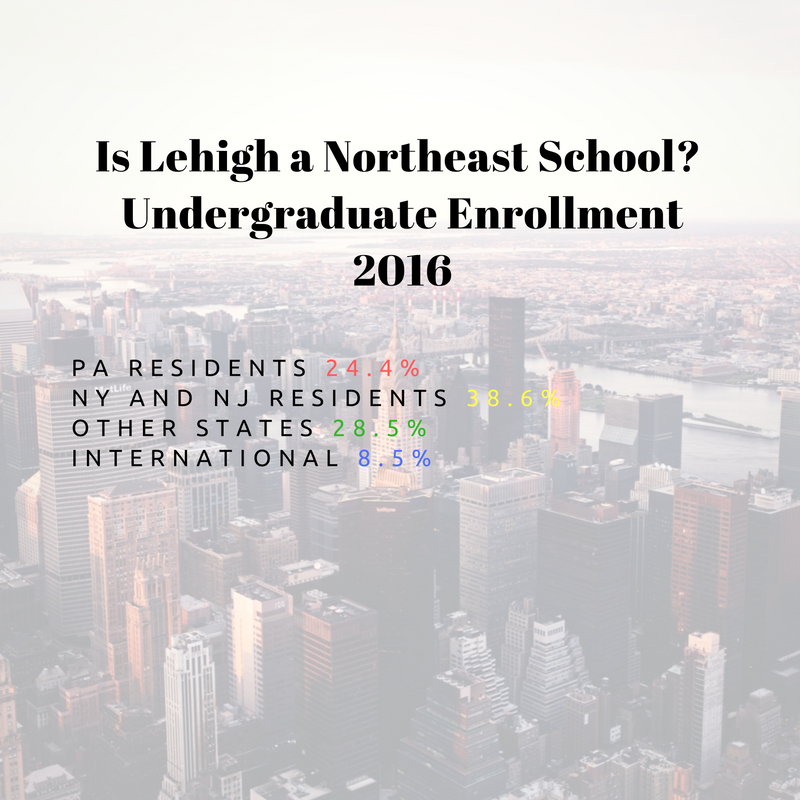 Is Lehigh a Northeast School?
Undergraduate Enrollment
2016
PA RESIDENTS 24.4%
NY AND NJ RESIDENTS 38.6%
OTHER STATES 28.5%
INTERNATIONAL 8.5%
MetLife